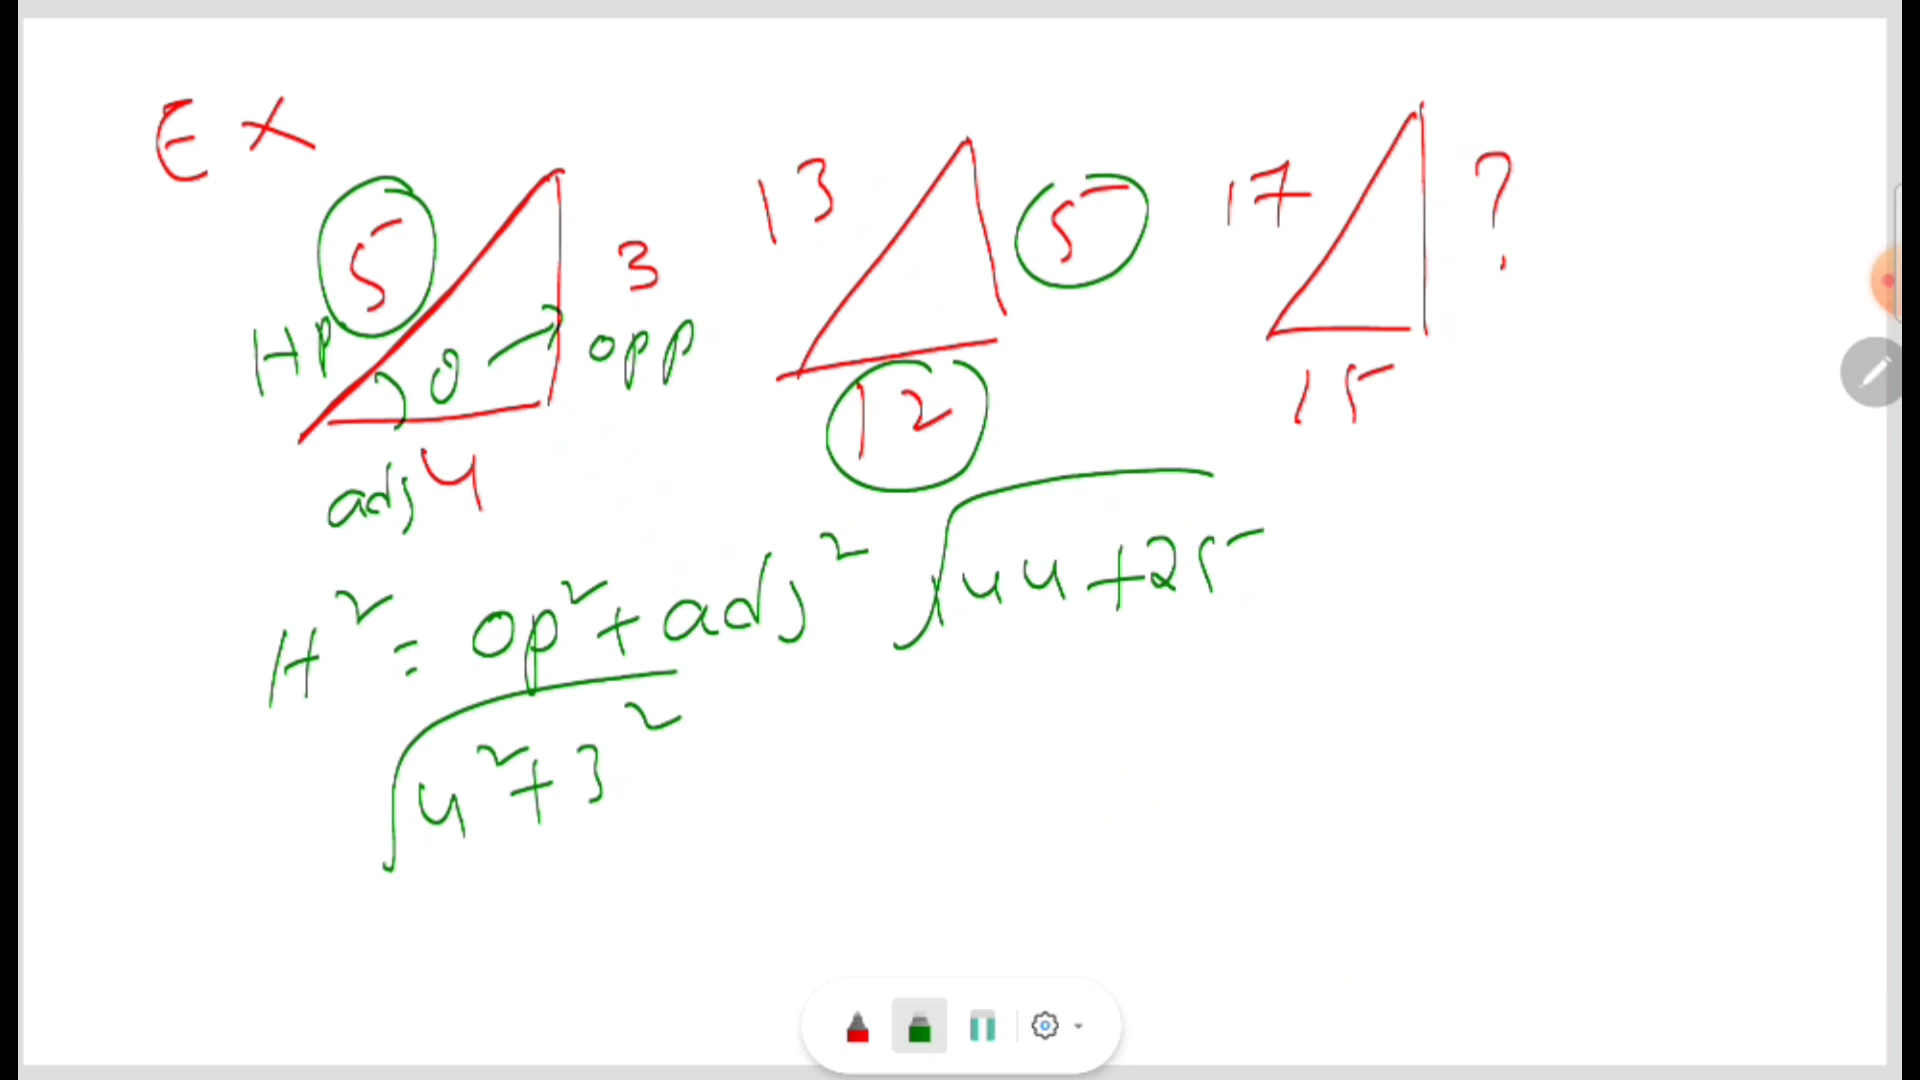 Ex
5 3 Hp θ opp adj 4
13 5 12
17 ? 15
H² = op² + adj² √144+25
√4²+3²